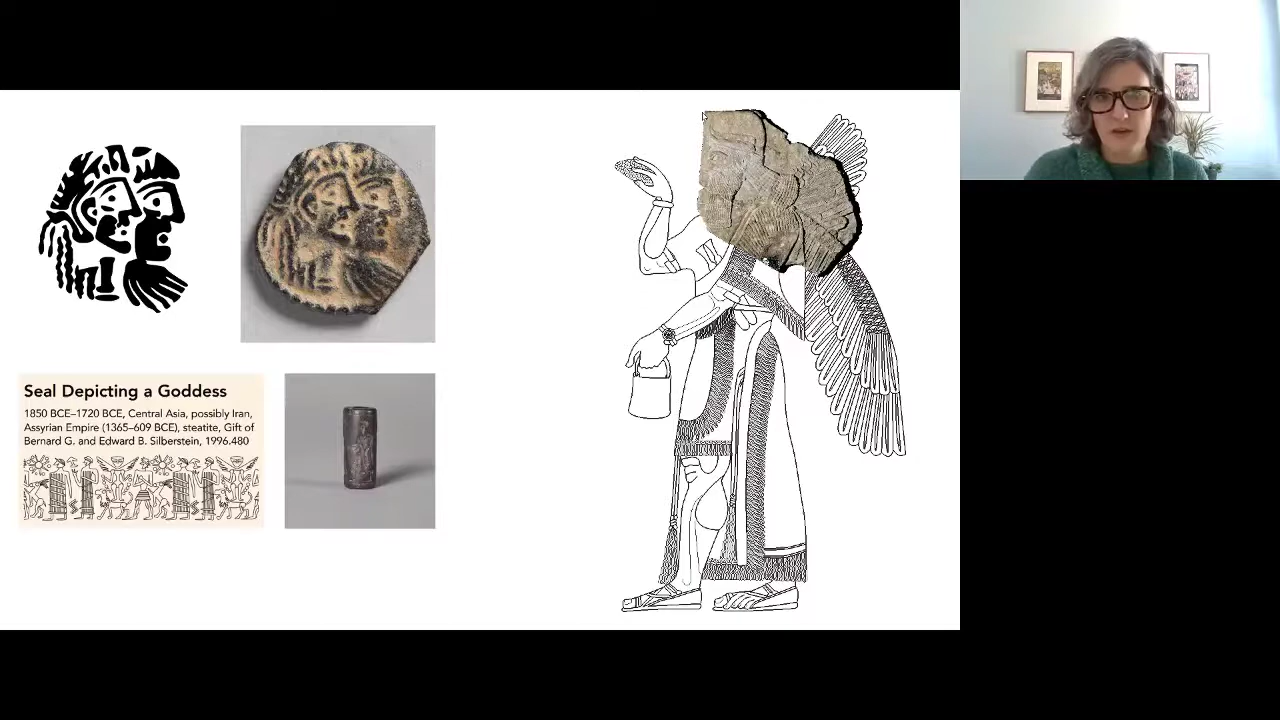 Seal Depicting a Goddess
1850 BCE–1720 BCE, Central Asia, possibly Iran,
Assyrian Empire (1365–609 BCE), steatite, Gift of
Bernard G. and Edward B. Silberstein, 1996.480